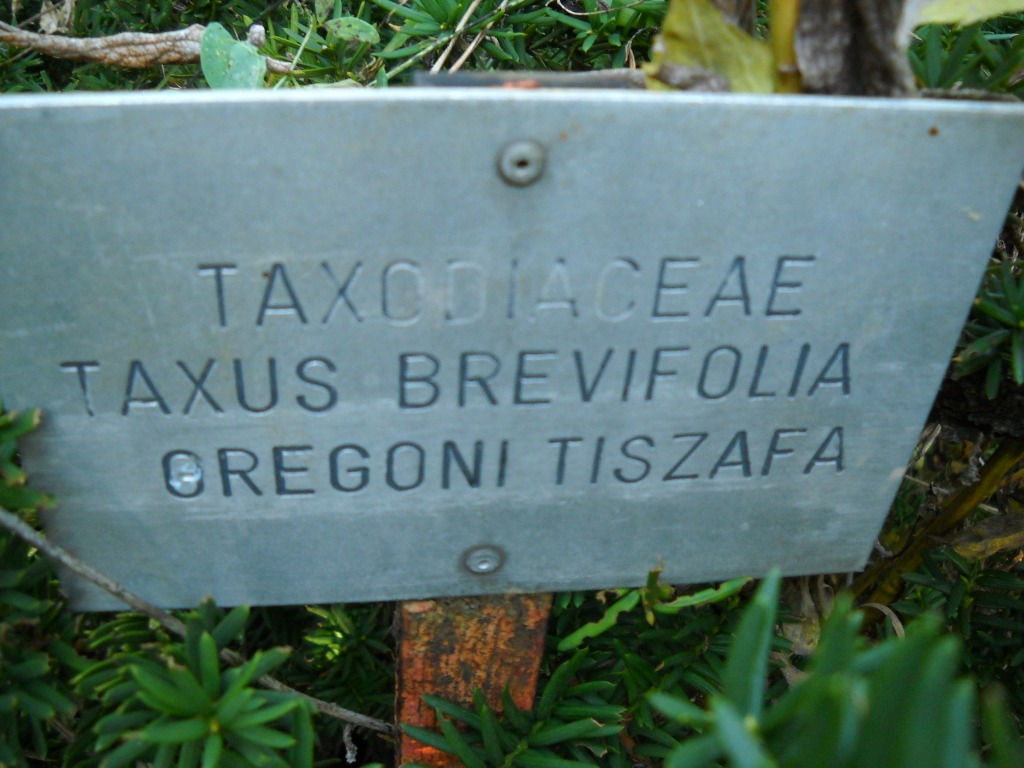 TAXODIACEAE
TAXUS BREVIFOLIA
OREGONI TISZAFA